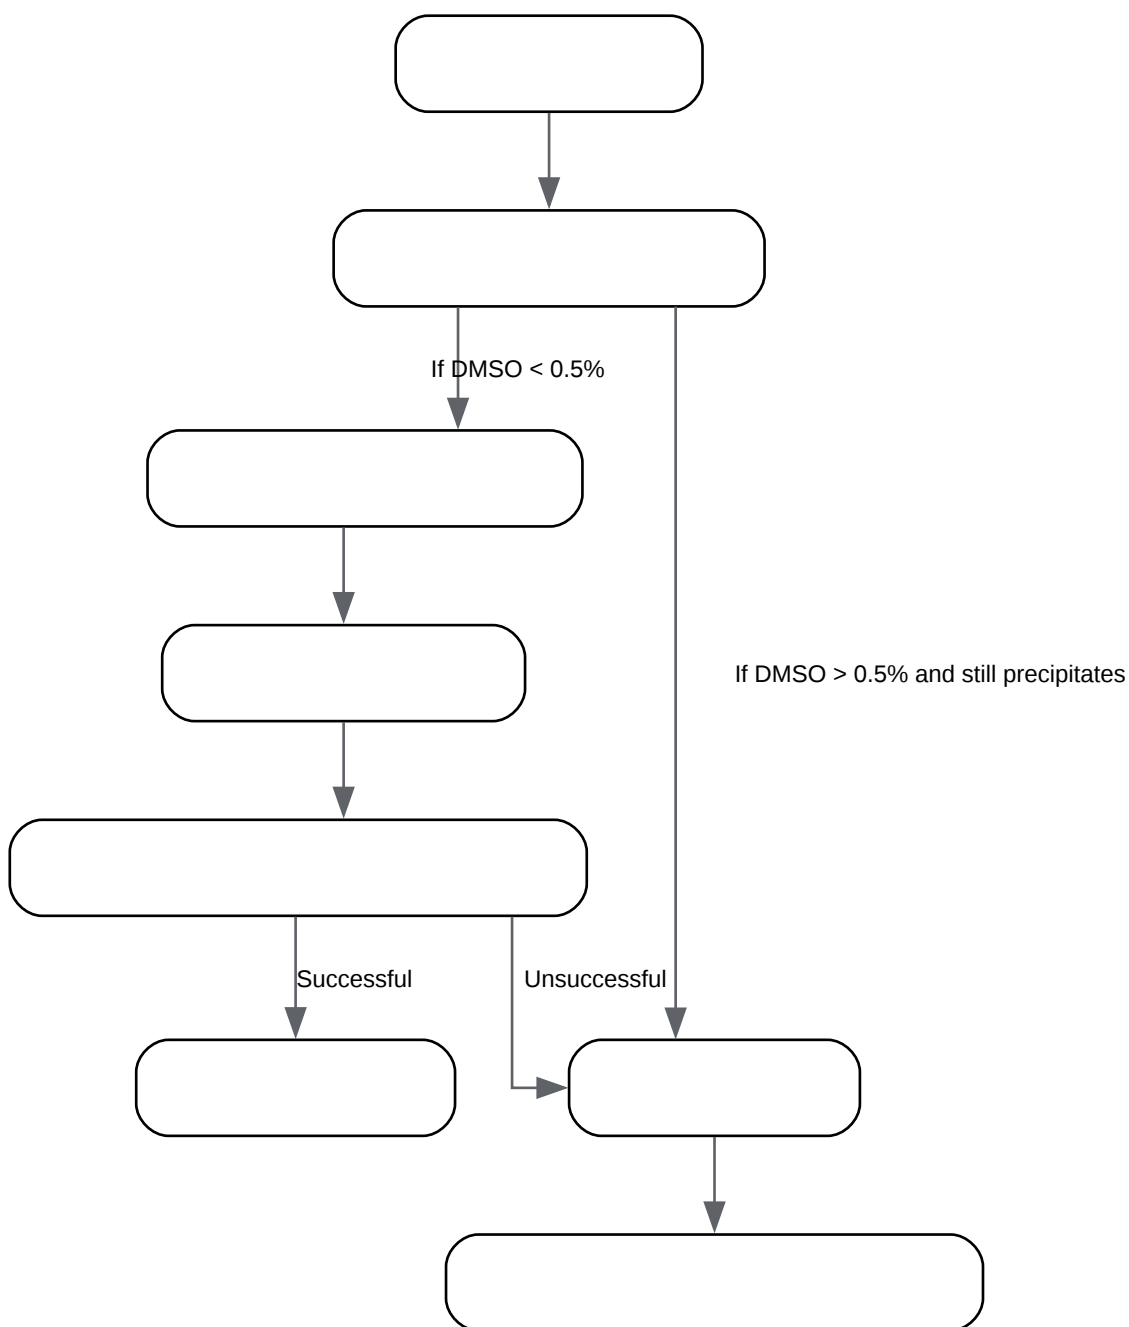 If DMSO < 0.5%
If DMSO > 0.5% and still precipitates
Successful
Unsuccessful